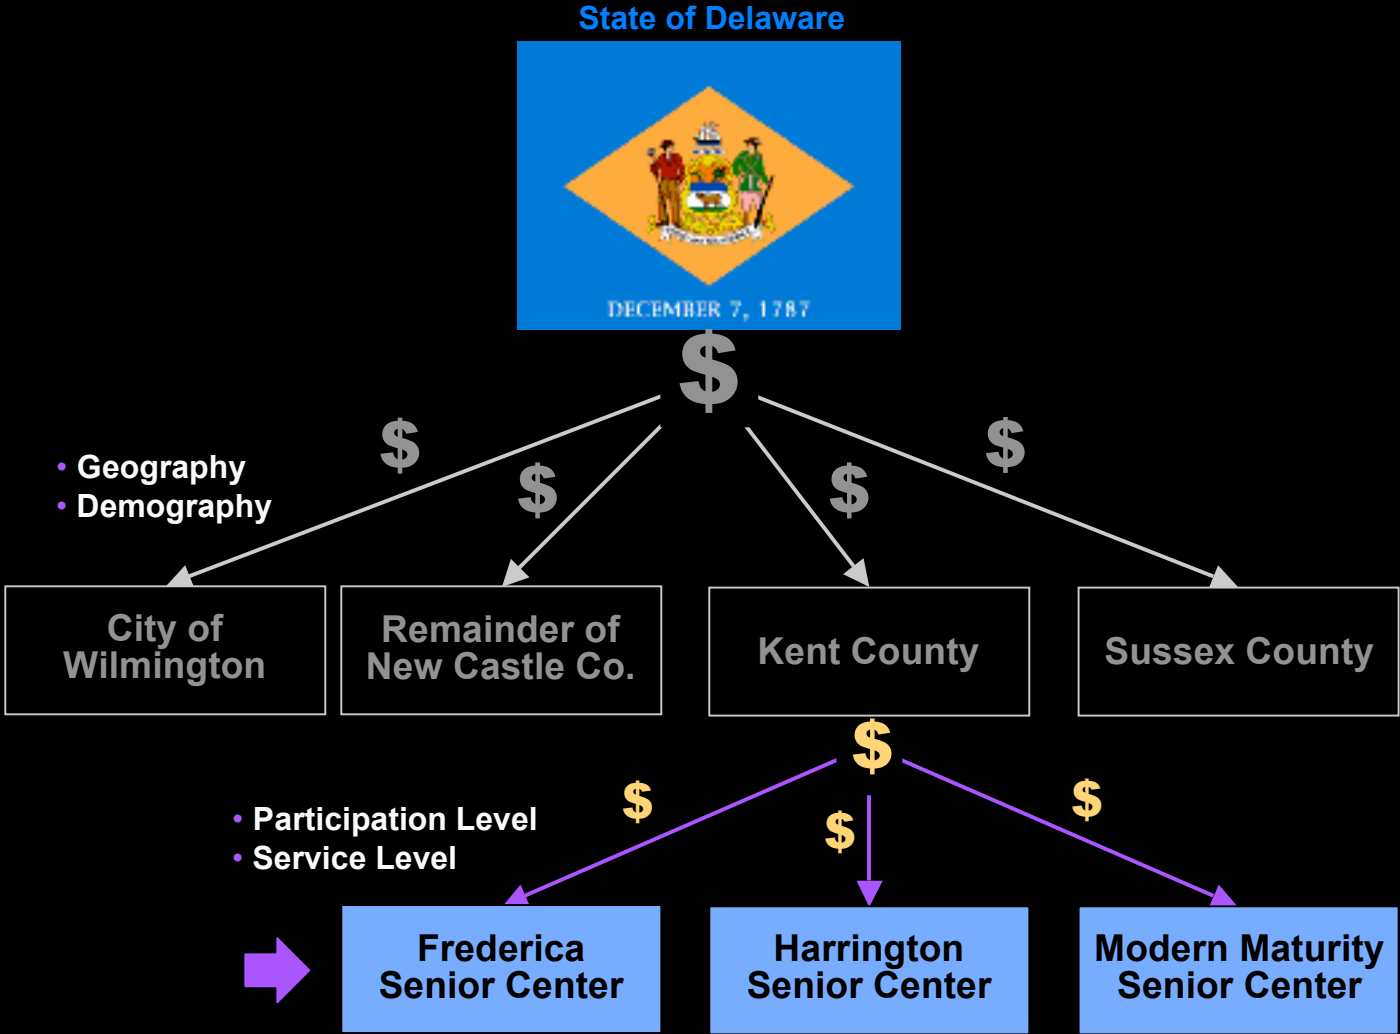 State of Delaware
DECEMBER 7, 1787
$
$
$
$
$
• Geography
• Demography
City of
Wilmington
Remainder of
New Castle Co.
Kent County
Sussex County
$
$
$
$
• Participation Level
• Service Level
Frederica
Senior Center
Harrington
Senior Center
Modern Maturity
Senior Center